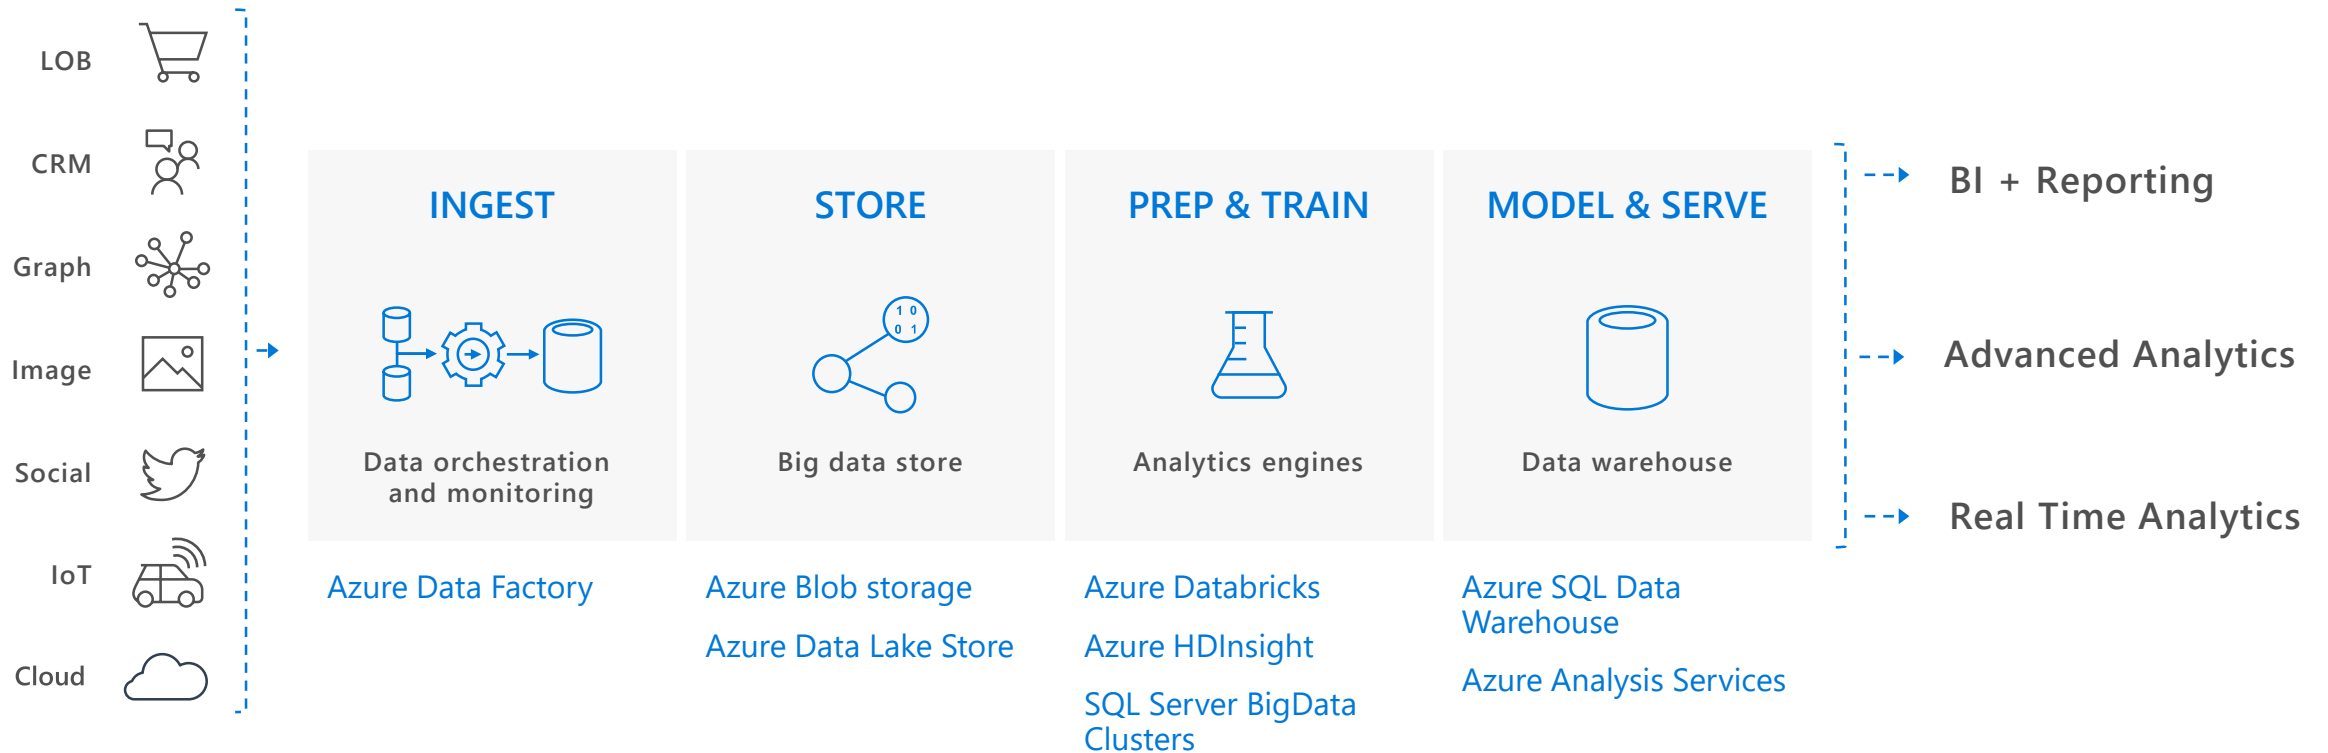 LOB
CRM
Graph
Image
Social
IoT
Cloud
INGEST
Data orchestration
and monitoring
Azure Data Factory
STORE
1 0
0 1
Big data store
Azure Blob storage
Azure Data Lake Store
PREP & TRAIN
Analytics engines
Azure Databricks
Azure HDInsight
SQL Server BigData
Clusters
MODEL & SERVE
Data warehouse
Azure SQL Data
Warehouse
Azure Analysis Services
BI + Reporting
Advanced Analytics
Real Time Analytics